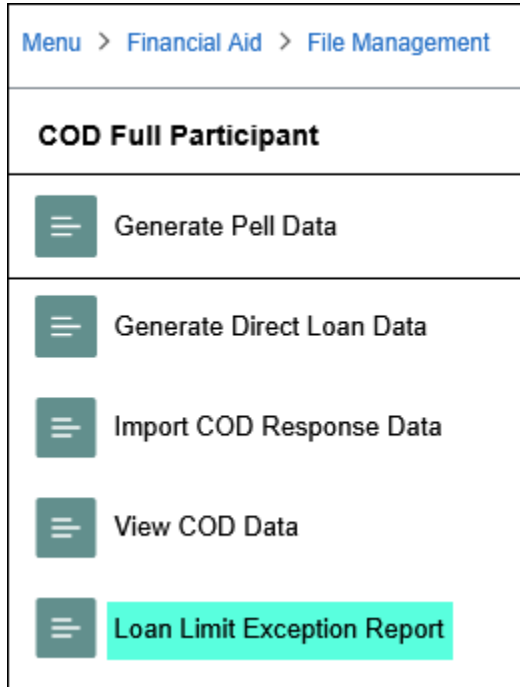 Menu > Financial Aid > File Management
COD Full Participant
Generate Pell Data
Generate Direct Loan Data
Import COD Response Data
View COD Data
Loan Limit Exception Report